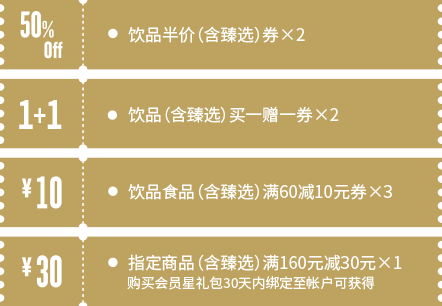 50%
Off
饮品半价(含臻选)券×2
1+1
饮品(含臻选)买一赠一券×2
¥10
饮品食品(含臻选)满60减10元券×3
¥30
指定商品(含臻选)满160元减30元×1
购买会员星礼包30天内绑定至帐户可获得